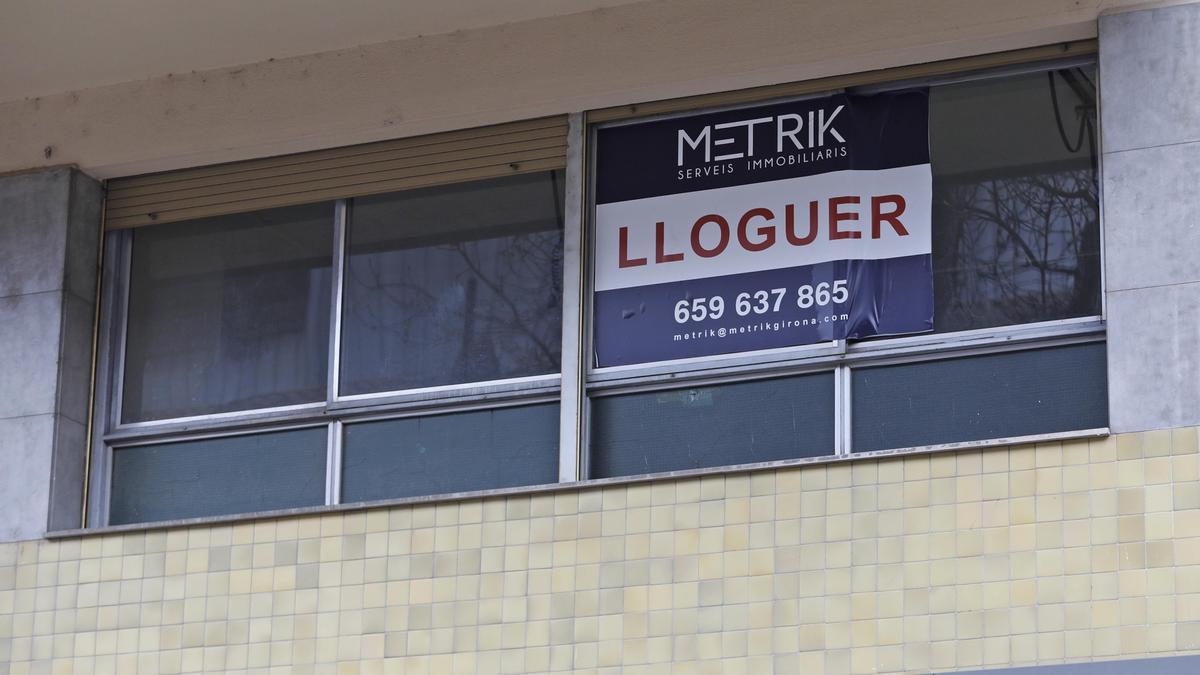 METRIK
SERVEIS IMMOBILIARIS
LLOGUER
659 637 865
metrik@metrikgirona.com